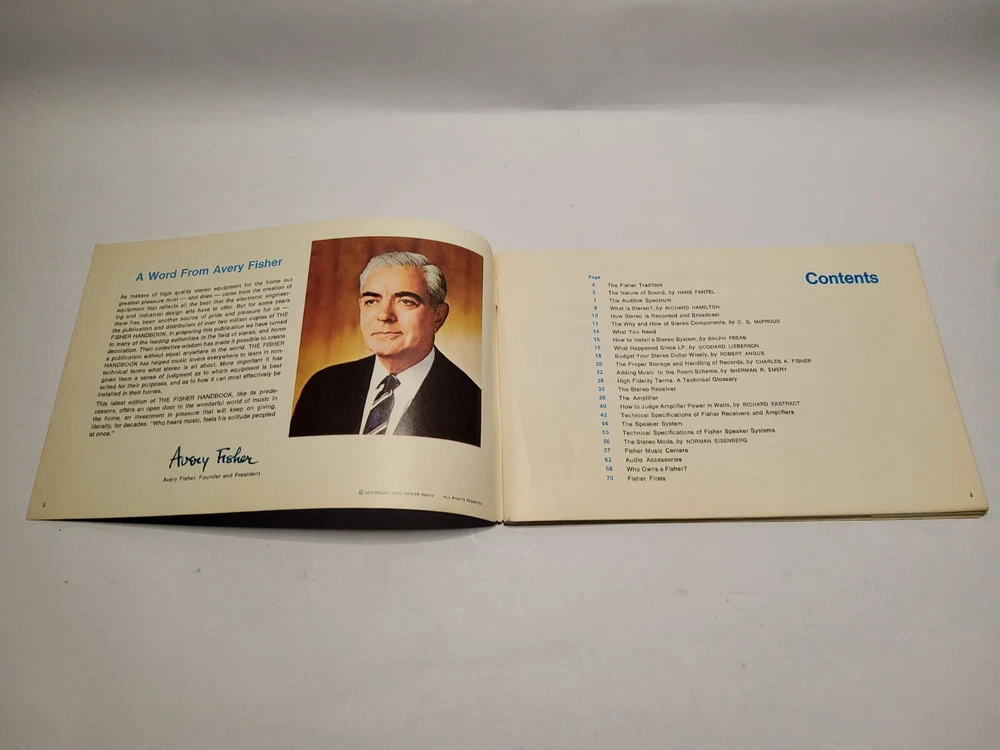 A Word From Avery Fisher
As makers of high quality stereo equipment for the home our
greatest pleasure must — and does — come from the creation of
equipment that reflects all the best that the electronic engineer-
ing and industrial design arts have to offer. But for some years
there has been another source of pride and pleasure for us —
the publication and distribution of over two million copies of THE
FISHER HANDBOOK. In preparing this publication we have turned
to many of the leading authorities in the field of stereo, and home
decoration. Their collective wisdom has made it possible to create
a publication without equal anywhere in the world. THE FISHER
HANDBOOK has helped music lovers everywhere to learn in non-
technical terms what stereo is all about. More important it has
given them a sense of judgment as to which equipment is best
suited for their purposes, and as to how it can most effectively be
installed in their homes.
This latest edition of THE FISHER HANDBOOK, like its prede-
cessors, offers an open door to the wonderful world of music in
the home, an investment in pleasure that will keep on giving,
literally, for decades. "Who hears music, feels his solitude peopled
at once."
Avery Fisher
Avery Fisher, Founder and President
2
© COPYRIGHT FISHER RADIO ALL RIGHTS RESERVED
Contents
Page
4 The Fisher Tradition
5 The Nature of Sound, by HANS FANTEL
7 The Audible Spectrum
9 What Is Stereo?, by RICHARD HAMILTON
10 How Stereo Is Recorded and Broadcast
11 The Why and How of Stereo Components, by C. G. McPROUD
14 What You Need
15 How to Install a Stereo System, by RALPH FREAS
16 What Happened Since LP, by GODDARD LIEBERSON
18 Budget Your Stereo Dollar Wisely, by ROBERT ANGUS
20 The Proper Storage and Handling of Records, by CHARLES A. FISHER
22 Adding Music to the Room Scheme, by SHERMAN R. EMERY
26 High Fidelity Terms: A Technical Glossary
30 The Stereo Receiver
38 The Amplifier
40 How to Judge Amplifier Power In Watts, by RICHARD EKSTRACT
42 Technical Specifications of Fisher Receivers and Amplifiers
44 The Speaker System
55 Technical Specifications of Fisher Speaker Systems
56 The Stereo Mods, by NORMAN EISENBERG
57 Fisher Music Centers
62 Audio Accessories
68 Who Owns a Fisher?
70 Fisher Firsts
3